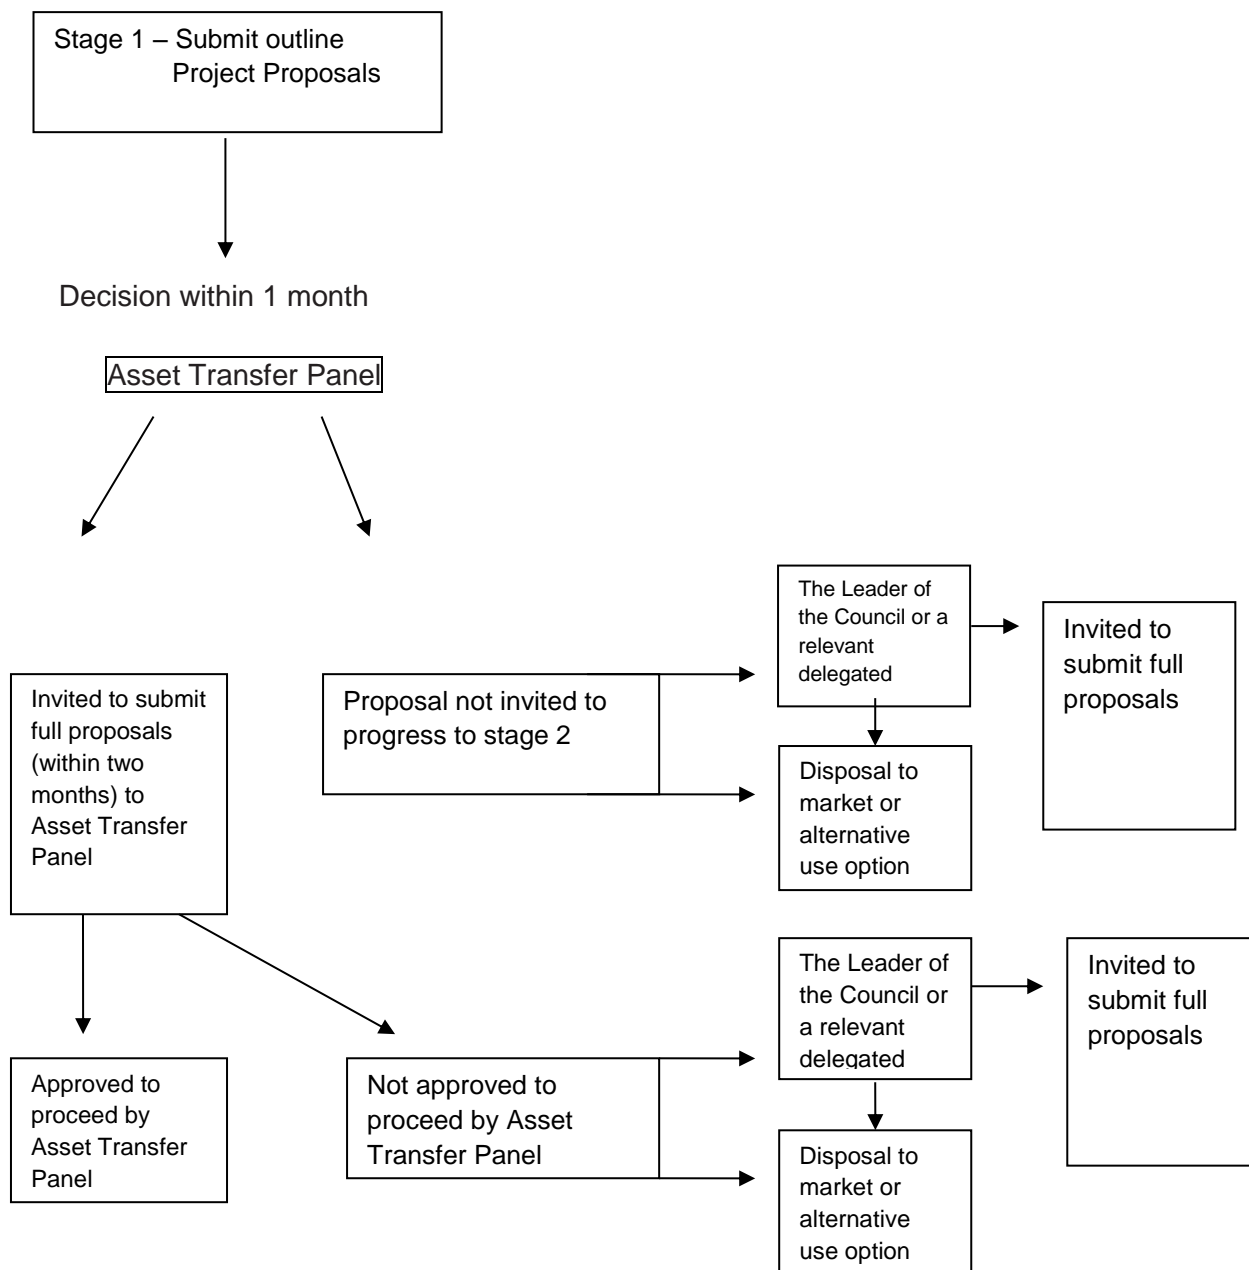 Stage 1 – Submit outline
Project Proposals
Decision within 1 month
Asset Transfer Panel
Invited to submit
full proposals
(within two
months) to
Asset Transfer
Panel
Proposal not invited to
progress to stage 2
The Leader of
the Council or a
relevant
delegated
Invited to
submit full
proposals
Disposal to
market or
alternative
use option
Approved to
proceed by
Asset Transfer
Panel
Not approved to
proceed by Asset
Transfer Panel
The Leader of
the Council or
a relevant
delegated
Invited to
submit full
proposals
Disposal to
market or
alternative
use option